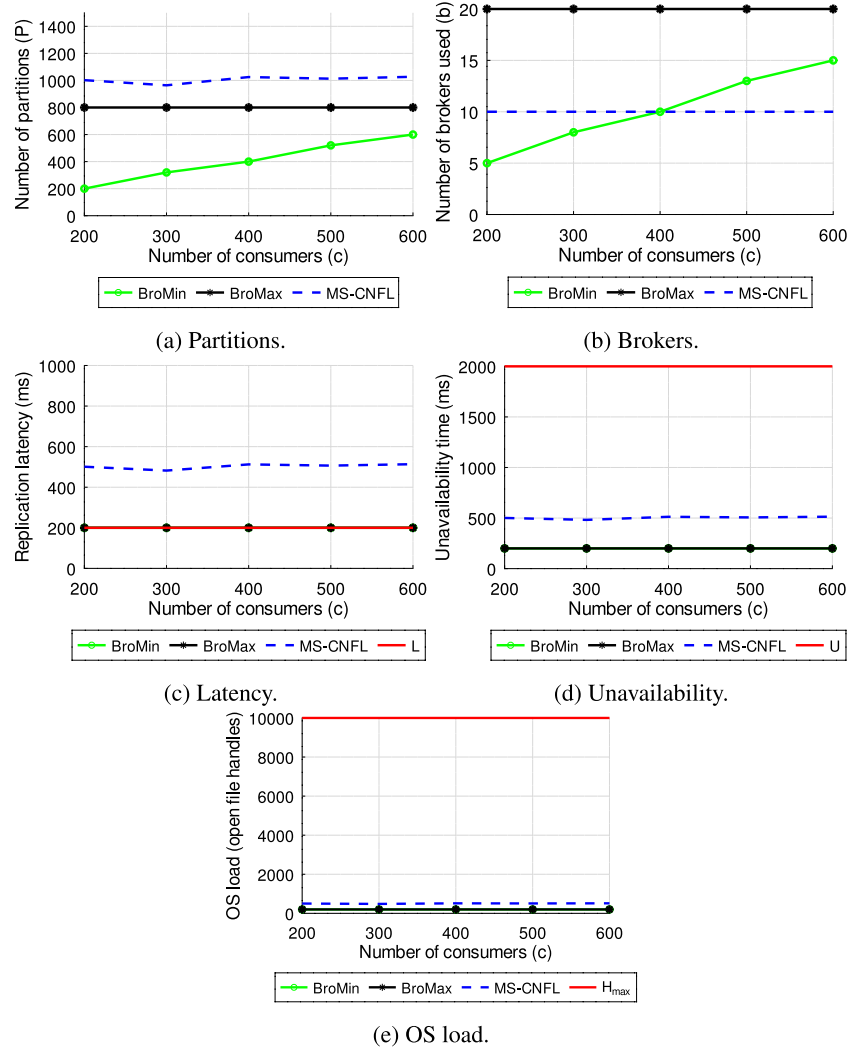 Number of partitions (P)
1400
1200
1000
800
600
400
200
0
200 300 400 500 600
Number of consumers (c)
BroMin BroMax MS-CNFL
(a) Partitions.
Number of brokers used (b)
20
15
10
5
0
200 300 400 500 600
Number of consumers (c)
BroMin BroMax MS-CNFL
(b) Brokers.
Replication latency (ms)
1000
800
600
400
200
0
200 300 400 500 600
Number of consumers (c)
BroMin BroMax MS-CNFL L
(c) Latency.
Unavailability time (ms)
2000
1500
1000
500
0
200 300 400 500 600
Number of consumers (c)
BroMin BroMax MS-CNFL U
(d) Unavailability.
OS load (open file handles)
10000
8000
6000
4000
2000
0
200 300 400 500 600
Number of consumers (c)
BroMin BroMax MS-CNFL Hmax
(e) OS load.